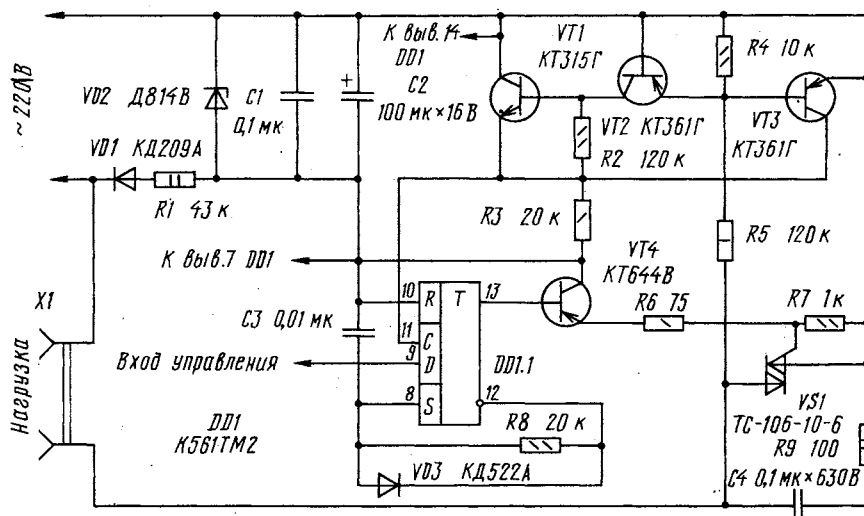 К выв.14
DD1
VT1
КТ315Г
R4 10 к
~220В
VD2 Д814В
C1
0,1 мк
+
C2
100 мк×16В
VT2 КТ361Г
R2 120 к
VT3
КТ361Г
VD1 КД209А
R1 43 к
R3 20 к
R5 120 к
К выв.7 DD1
VT4
КТ644В
X1
C3 0,01 мк
10
R
T
13
R6 75
R7 1к
11
C
9
D
Вход управления
DD1.1
Нагрузка
8
S
12
VS1
ТС-106-10-6
DD1
К561ТМ2
R8 20 к
R9 100
VD3 КД522А
C4 0,1 мк×630В